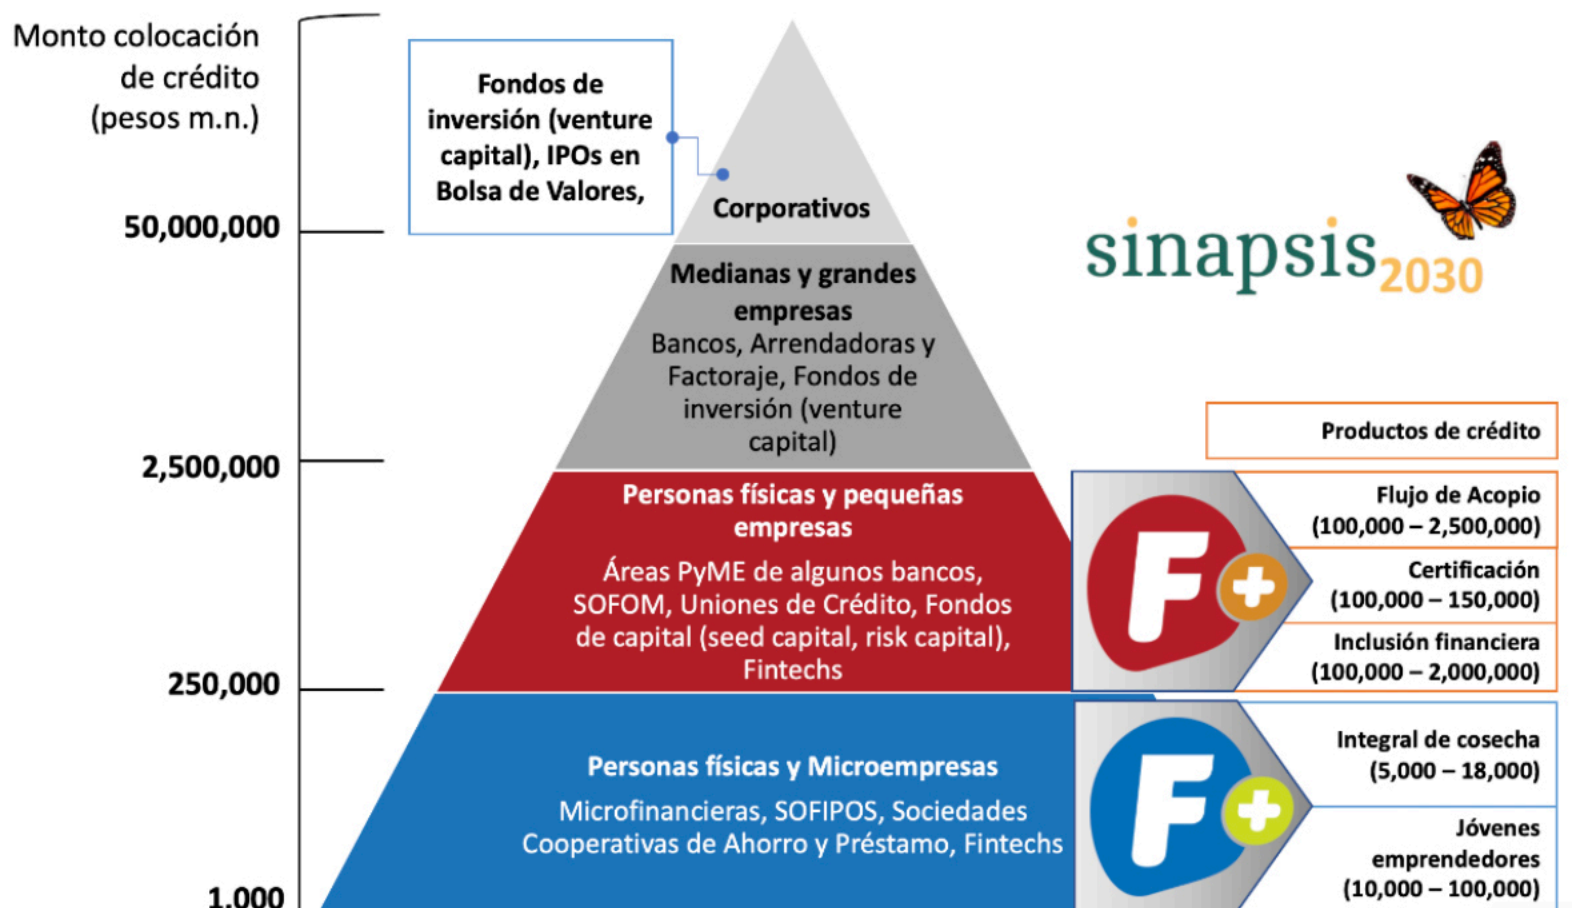 Monto colocación
de crédito
(pesos m.n.)
50,000,000
2,500,000
250,000
1,000
Fondos de
inversión (venture
capital), IPOs en
Bolsa de Valores,
Corporativos
Medianas y grandes
empresas
Bancos, Arrendadoras y
Factoraje, Fondos de
inversión (venture
capital)
Personas físicas y pequeñas
empresas
Áreas PyME de algunos bancos,
SOFOM, Uniones de Crédito, Fondos
de capital (seed capital, risk capital),
Fintechs
Personas físicas y Microempresas
Microfinancieras, SOFIPOS, Sociedades
Cooperativas de Ahorro y Préstamo, Fintechs
sinapsis
2030
Productos de crédito
F+
Flujo de Acopio
(100,000 – 2,500,000)
Certificación
(100,000 – 150,000)
Inclusión financiera
(100,000 – 2,000,000)
F+
Integral de cosecha
(5,000 – 18,000)
Jóvenes
emprendedores
(10,000 – 100,000)